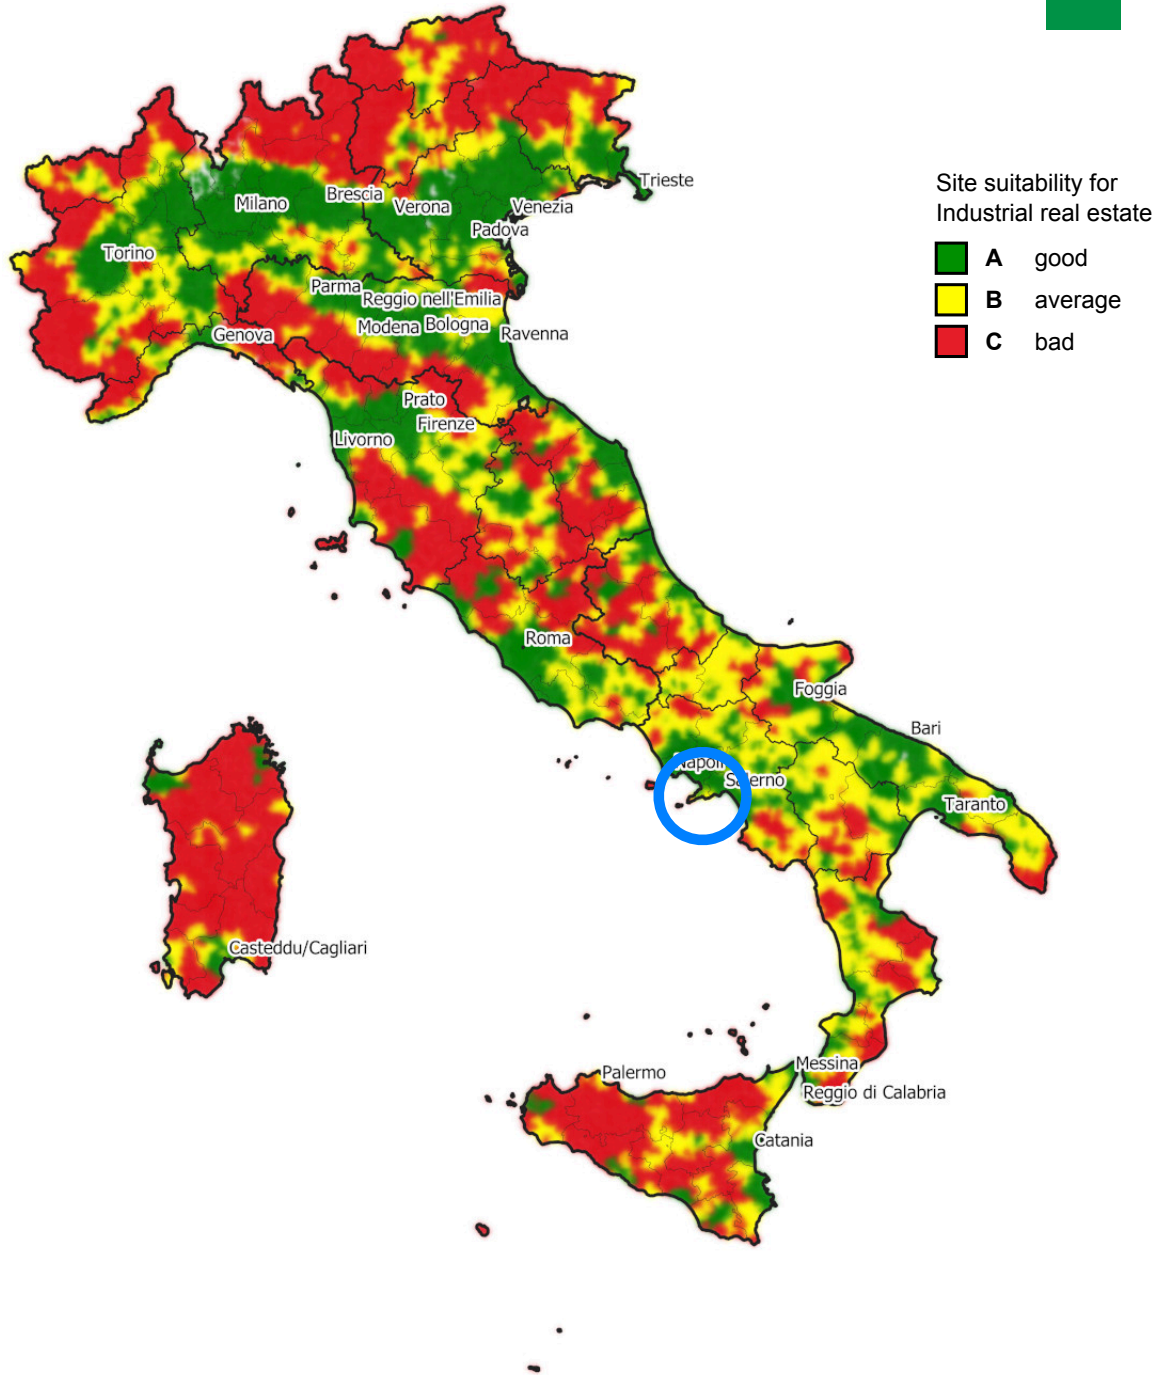 Site suitability for
Industrial real estate
A good
B average
C bad
Trieste
Brescia
Milano
Verona
Venezia
Padova
Torino
Parma
Reggio nell'Emilia
Modena
Bologna
Ravenna
Genova
Prato
Firenze
Livorno
Roma
Foggia
Bari
Napoli
Salerno
Taranto
Casteddu/Cagliari
Messina
Palermo
Reggio di Calabria
Catania